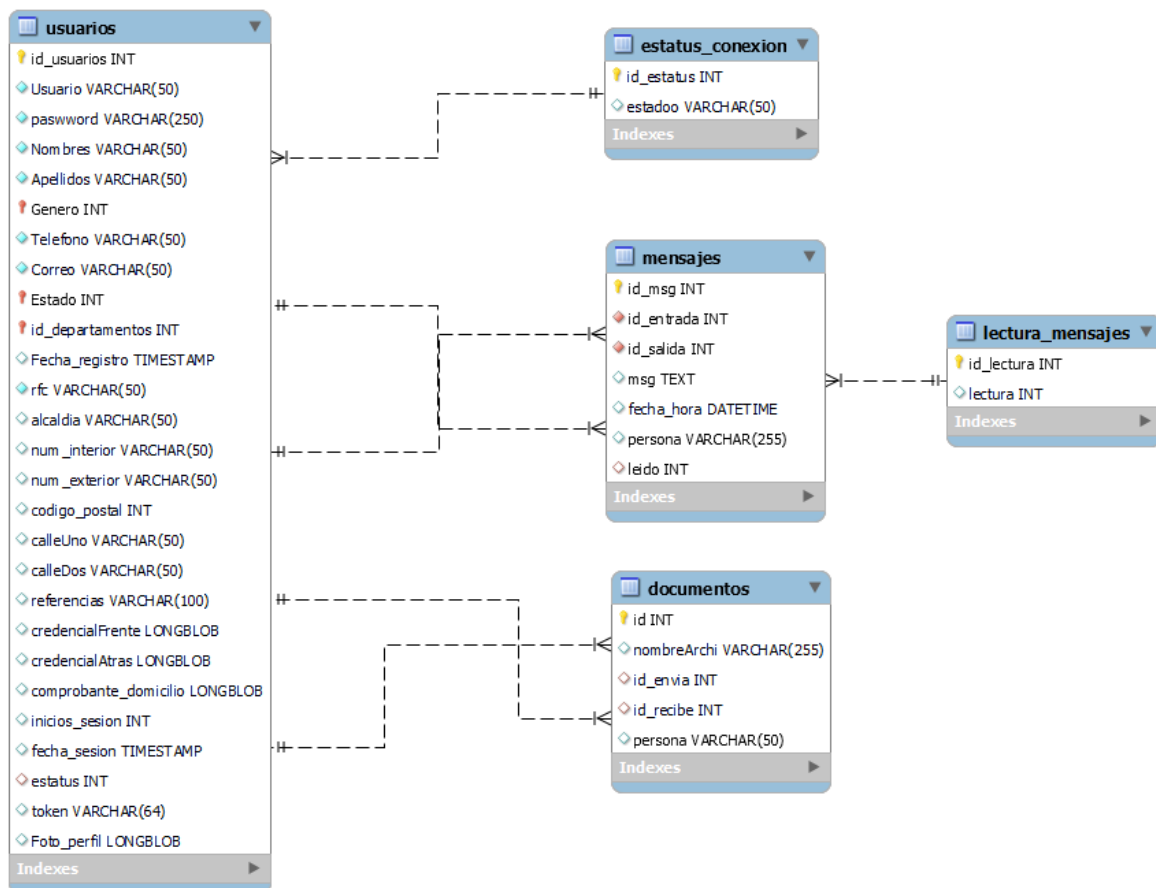 usuarios
id_usuarios INT
Usuario VARCHAR(50)
paswword VARCHAR(250)
Nombres VARCHAR(50)
Apellidos VARCHAR(50)
Genero INT
Telefono VARCHAR(50)
Correo VARCHAR(50)
Estado INT
id_departamentos INT
Fecha_registro TIMESTAMP
rfc VARCHAR(50)
alcaldia VARCHAR(50)
num_interior VARCHAR(50)
num_exterior VARCHAR(50)
codigo_postal INT
calleUno VARCHAR(50)
calleDos VARCHAR(50)
referencias VARCHAR(100)
credencialFrente LONGBLOB
credencialAtras LONGBLOB
comprobante_domicilio LONGBLOB
inicios_sesion INT
fecha_sesion TIMESTAMP
estatus INT
token VARCHAR(64)
Foto_perfil LONGBLOB
Indexes
estatus_conexion
id_estatus INT
estadoo VARCHAR(50)
Indexes
mensajes
id_msg INT
id_entrada INT
id_salida INT
msg TEXT
fecha_hora DATETIME
persona VARCHAR(255)
leido INT
Indexes
lectura_mensajes
id_lectura INT
lectura INT
Indexes
documentos
id INT
nombreArchi VARCHAR(255)
id_envia INT
id_recibe INT
persona VARCHAR(50)
Indexes